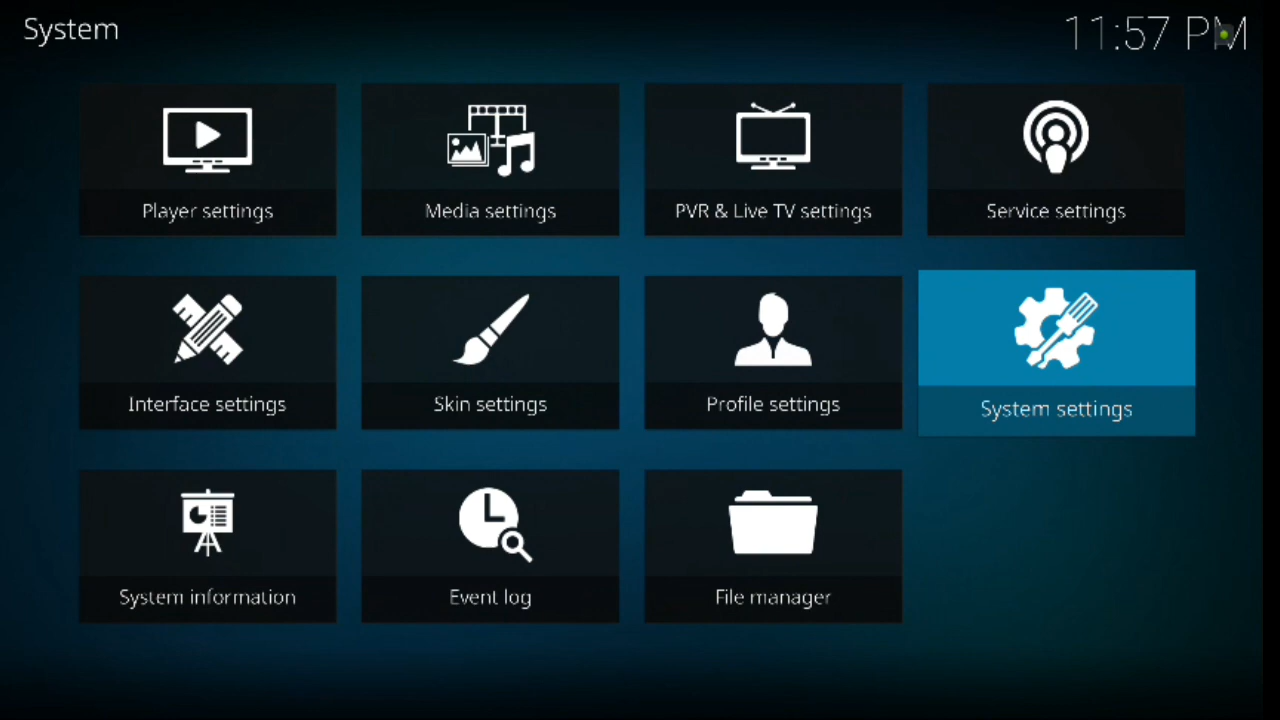 System
11:57 PM
Player settings
Media settings
PVR & Live TV settings
Service settings
Interface settings
Skin settings
Profile settings
System settings
System information
Event log
File manager